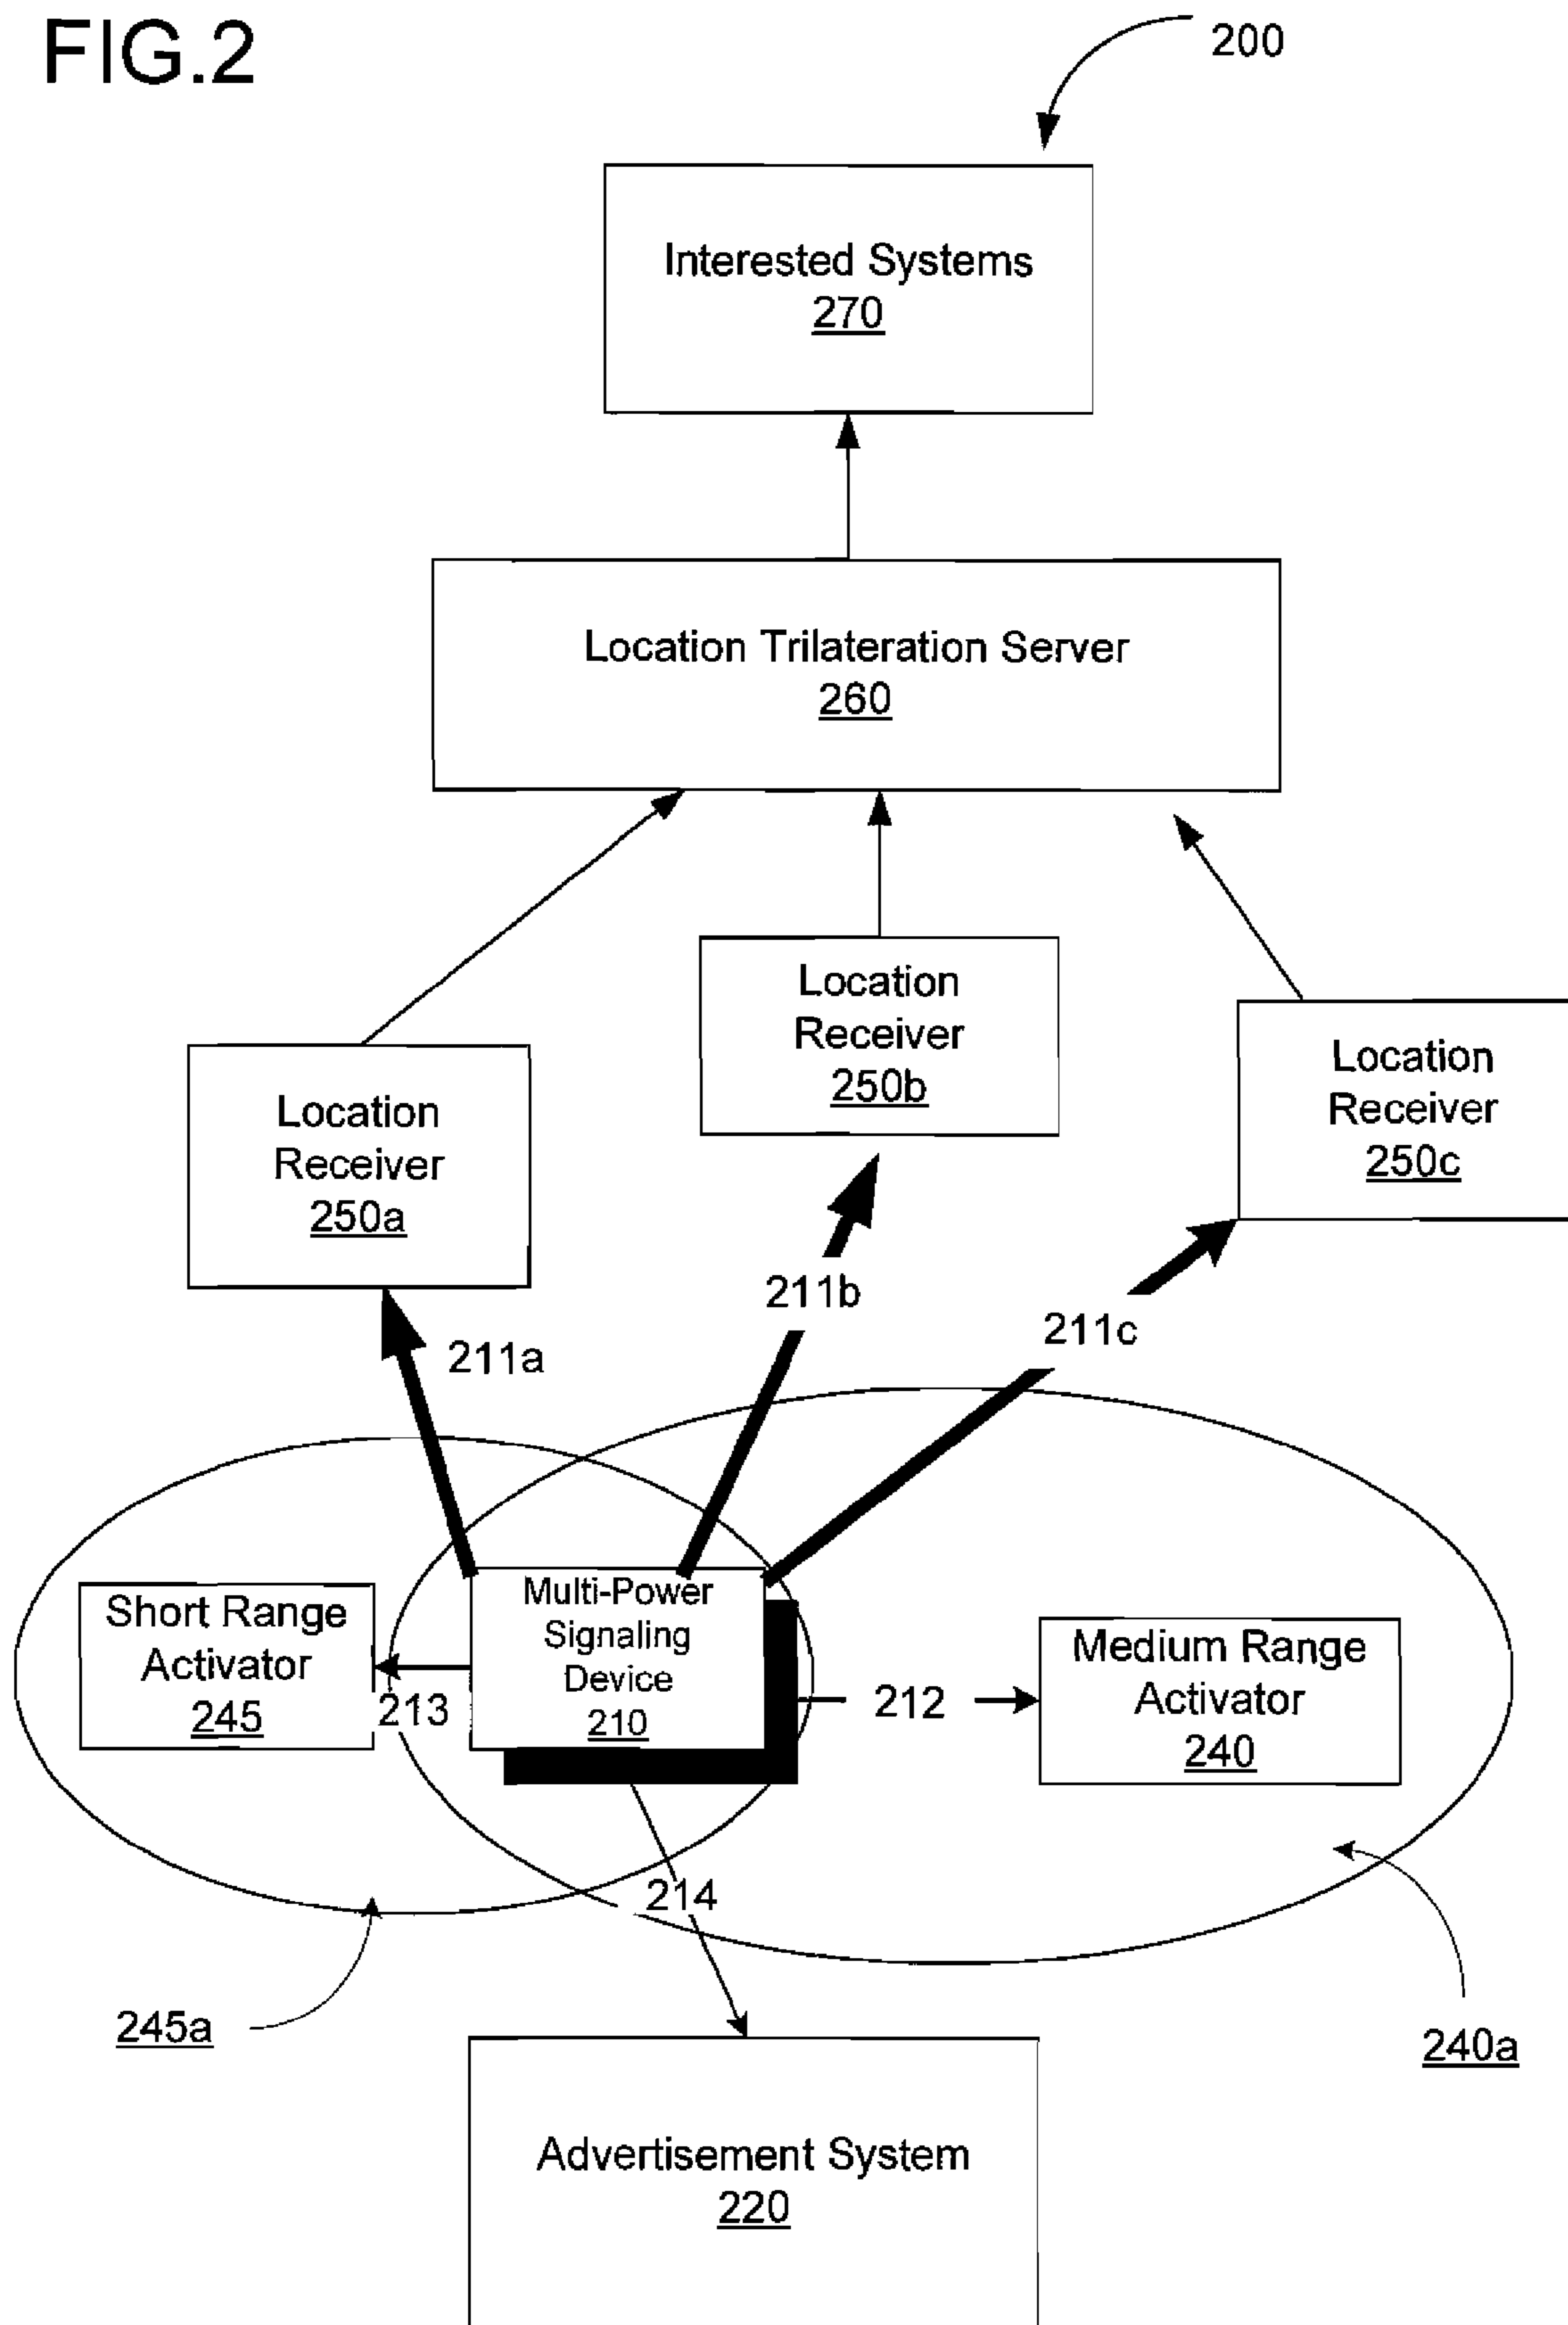 FIG.2
200
Interested Systems
270
Location Trilateration Server
260
Location
Receiver
250b
Location
Receiver
250c
Location
Receiver
250a
211b
211c
211a
Multi-Power
Signaling
Device
210
Short Range
Activator
245
213
212
Medium Range
Activator
240
214
245a
240a
Advertisement System
220